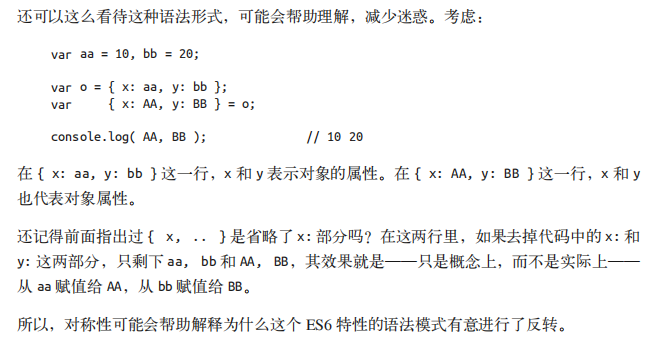 还可以这么看待这种语法形式，可能会帮助理解，减少迷惑。考虑：
var aa = 10, bb = 20;
var o = { x: aa, y: bb };
var     { x: AA, y: BB } = o;
console.log( AA, BB );             // 10 20
在 { x: aa, y: bb } 这一行，x 和 y 表示对象的属性。在 { x: AA, y: BB } 这一行，x 和 y
也代表对象属性。
还记得前面指出过 { x, .. } 是省略了 x: 部分吗？在这两行里，如果去掉代码中的 x: 和
y: 这两部分，只剩下 aa, bb 和 AA, BB，其效果就是——只是概念上，而不是实际上——
从 aa 赋值给 AA，从 bb 赋值给 BB。
所以，对称性可能会帮助解释为什么这个 ES6 特性的语法模式有意进行了反转。